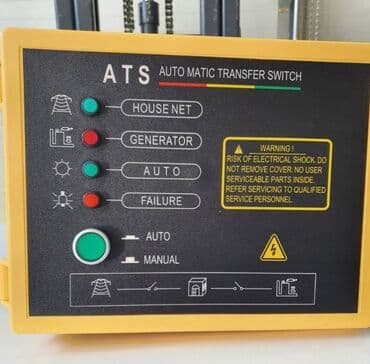 ATS AUTO MATIC TRANSFER SWITCH
HOUSE NET
GENERATOR
AUTO
FAILURE
WARNING!
RISK OF ELECTRICAL SHOCK. DO
NOT REMOVE COVER. NO USER
SERVICEABLE PARTS INSIDE.
REFER SERVICING TO QUALIFIED
SERVICE PERSONNEL.
AUTO
MANUAL